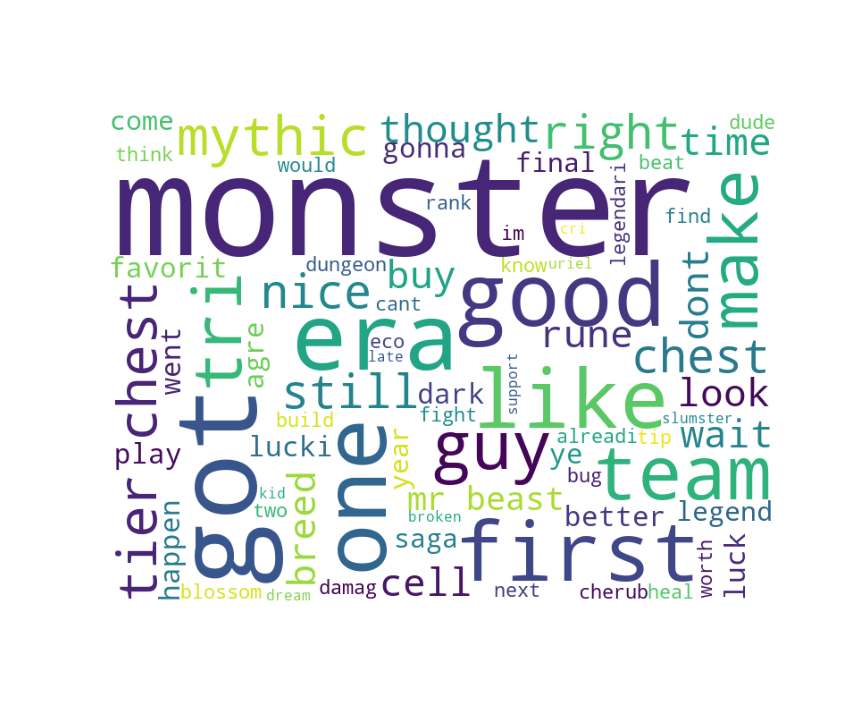 come
mythic
thought
right
time
dude
think
would
gonna
final
beat
monster
rank
im
cri
legendari
find
make
favorit
dungeon
buy
know
uriel
dont
nice
cant
good
tri
era
rune
chest
went
agre
eco
late
chest
still
dark
support
like
look
build
fight
slumster
got
one
guy
alreadi
tip
wait
play
lucki
year
ye
bug
team
tier
breed
kid
two
mr beast
better
legend
happen
broken
saga
first
blossom
dream
damag
cell
next
cherub
heal
worth
luck